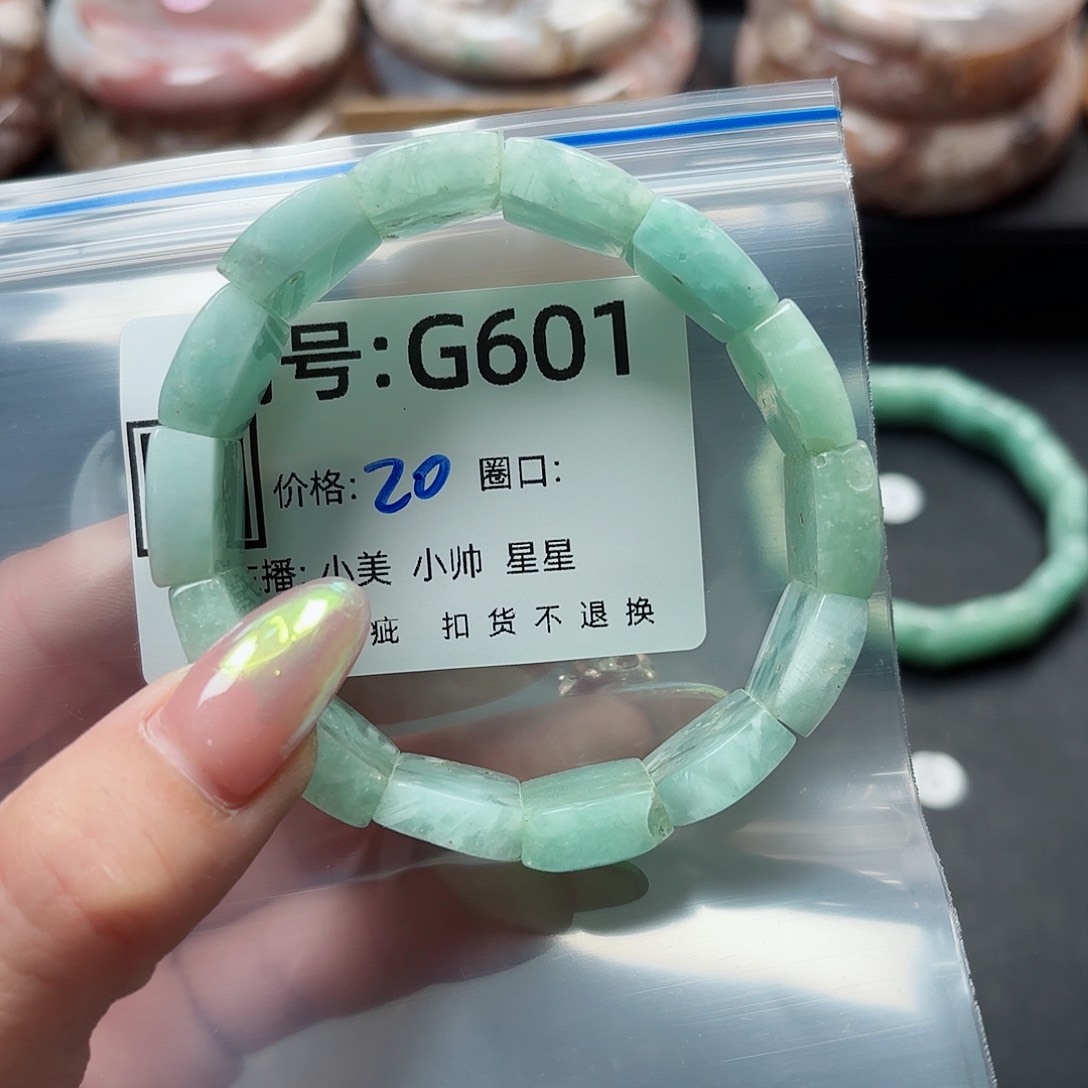 号:G601
价格:20 圈口:
播: 小美 小帅 星星
疵 扣货不退换